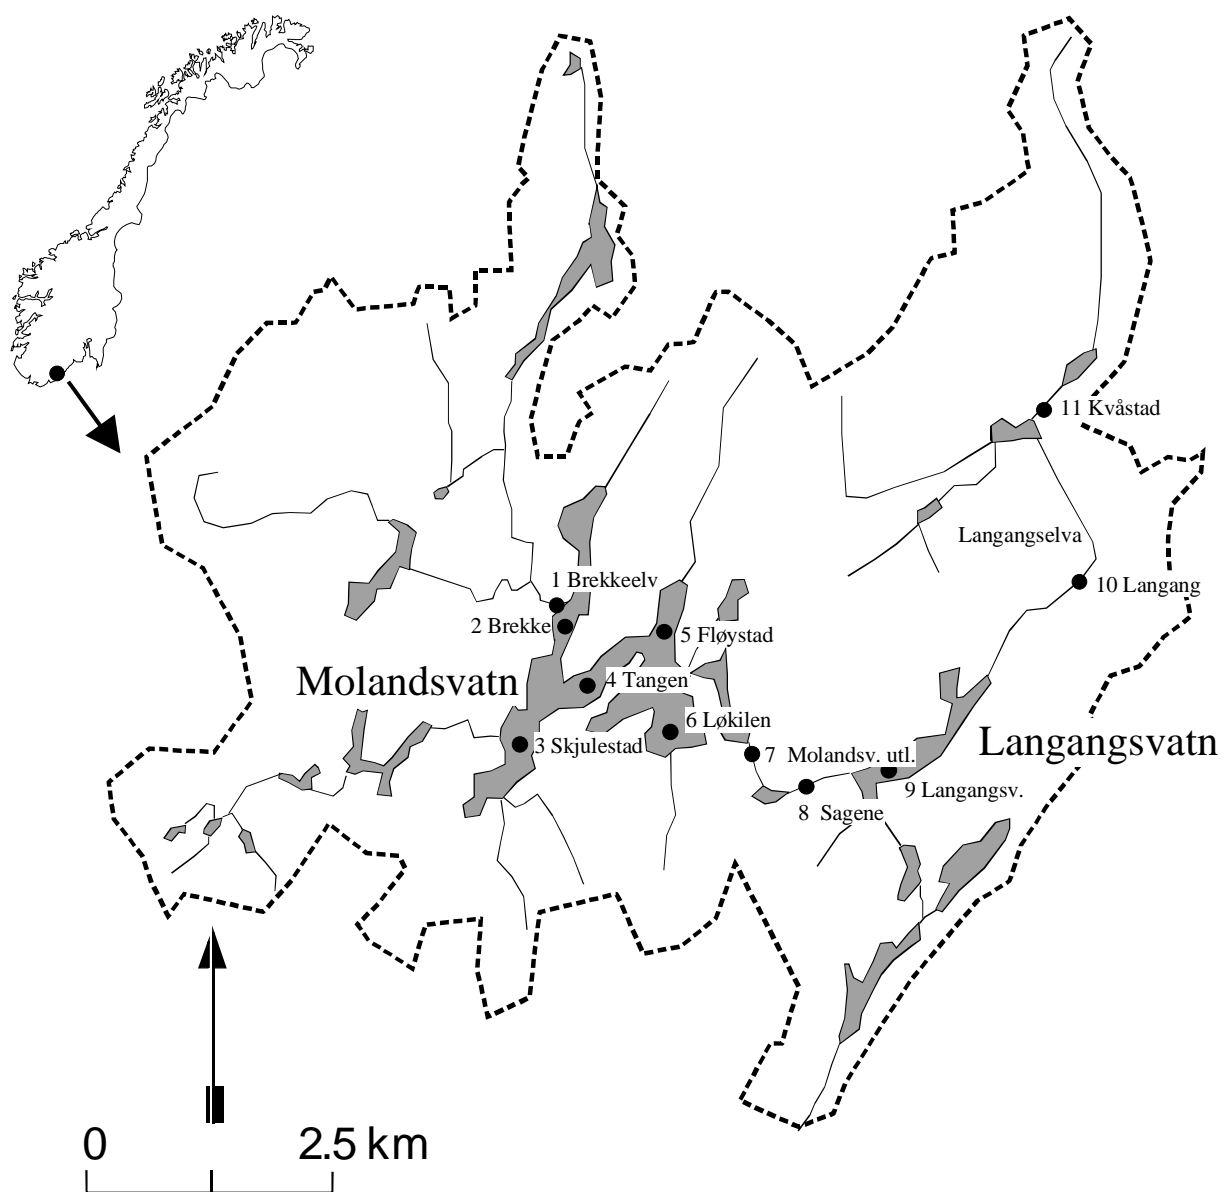 11 Kvåstad
Langangselva
1 Brekkeelv
10 Langang
2 Brekke
5 Fløystad
Molandsvatn
4 Tangen
6 Løkilen
3 Skjulestad
Langangsvatn
7 Molandsv. utl.
9 Langangsv.
8 Sagene
0 2.5 km